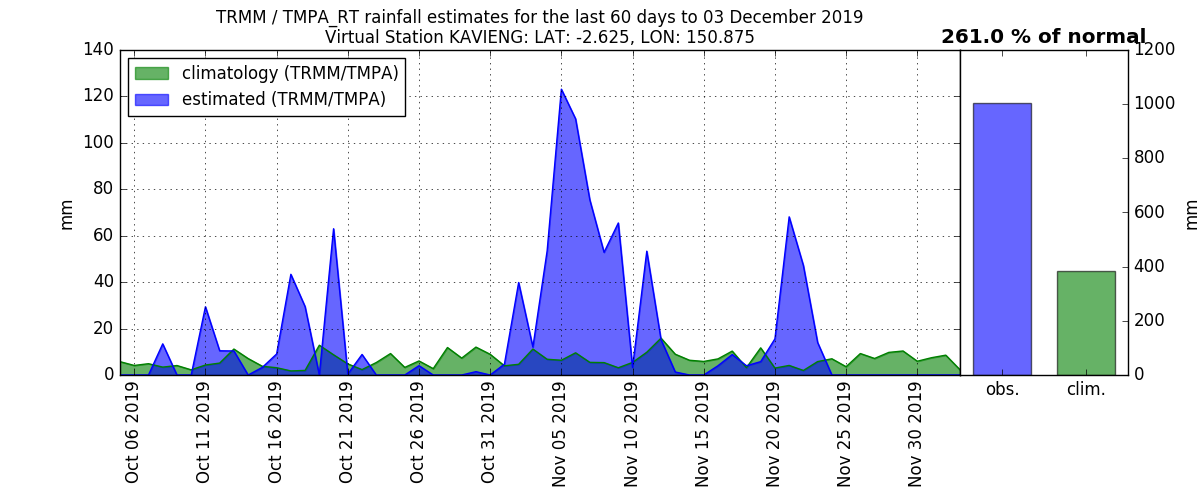 TRMM / TMPA_RT rainfall estimates for the last 60 days to 03 December 2019
Virtual Station KAVIENG: LAT: -2.625, LON: 150.875
261.0 % of normal
climatology (TRMM/TMPA)
estimated (TRMM/TMPA)
mm
140
120
100
80
60
40
20
0
Oct 06 2019
Oct 11 2019
Oct 16 2019
Oct 21 2019
Oct 26 2019
Oct 31 2019
Nov 05 2019
Nov 10 2019
Nov 15 2019
Nov 20 2019
Nov 25 2019
Nov 30 2019
obs.
clim.
1200
1000
800
600
400
200
0
mm